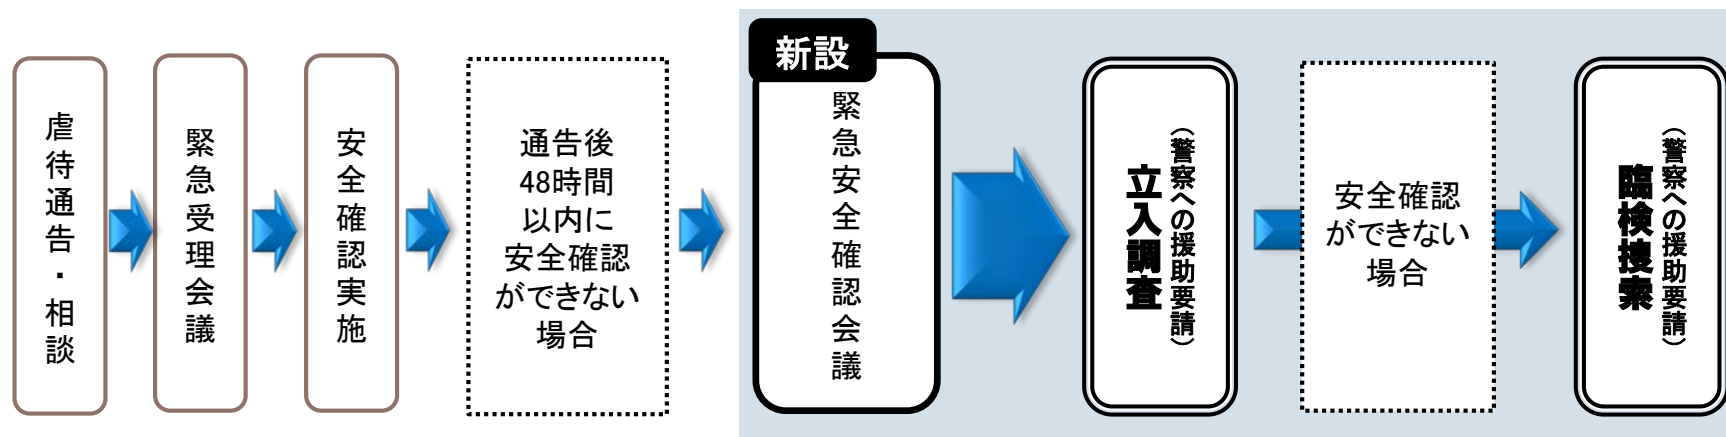 虐待通告・相談
緊急受理会議
安全確認実施
通告後
48時間
以内に
安全確認
ができない
場合
新設
緊急安全確認会議
(警察への援助要請)
立入調査
安全確認
ができない
場合
(警察への援助要請)
臨検捜索